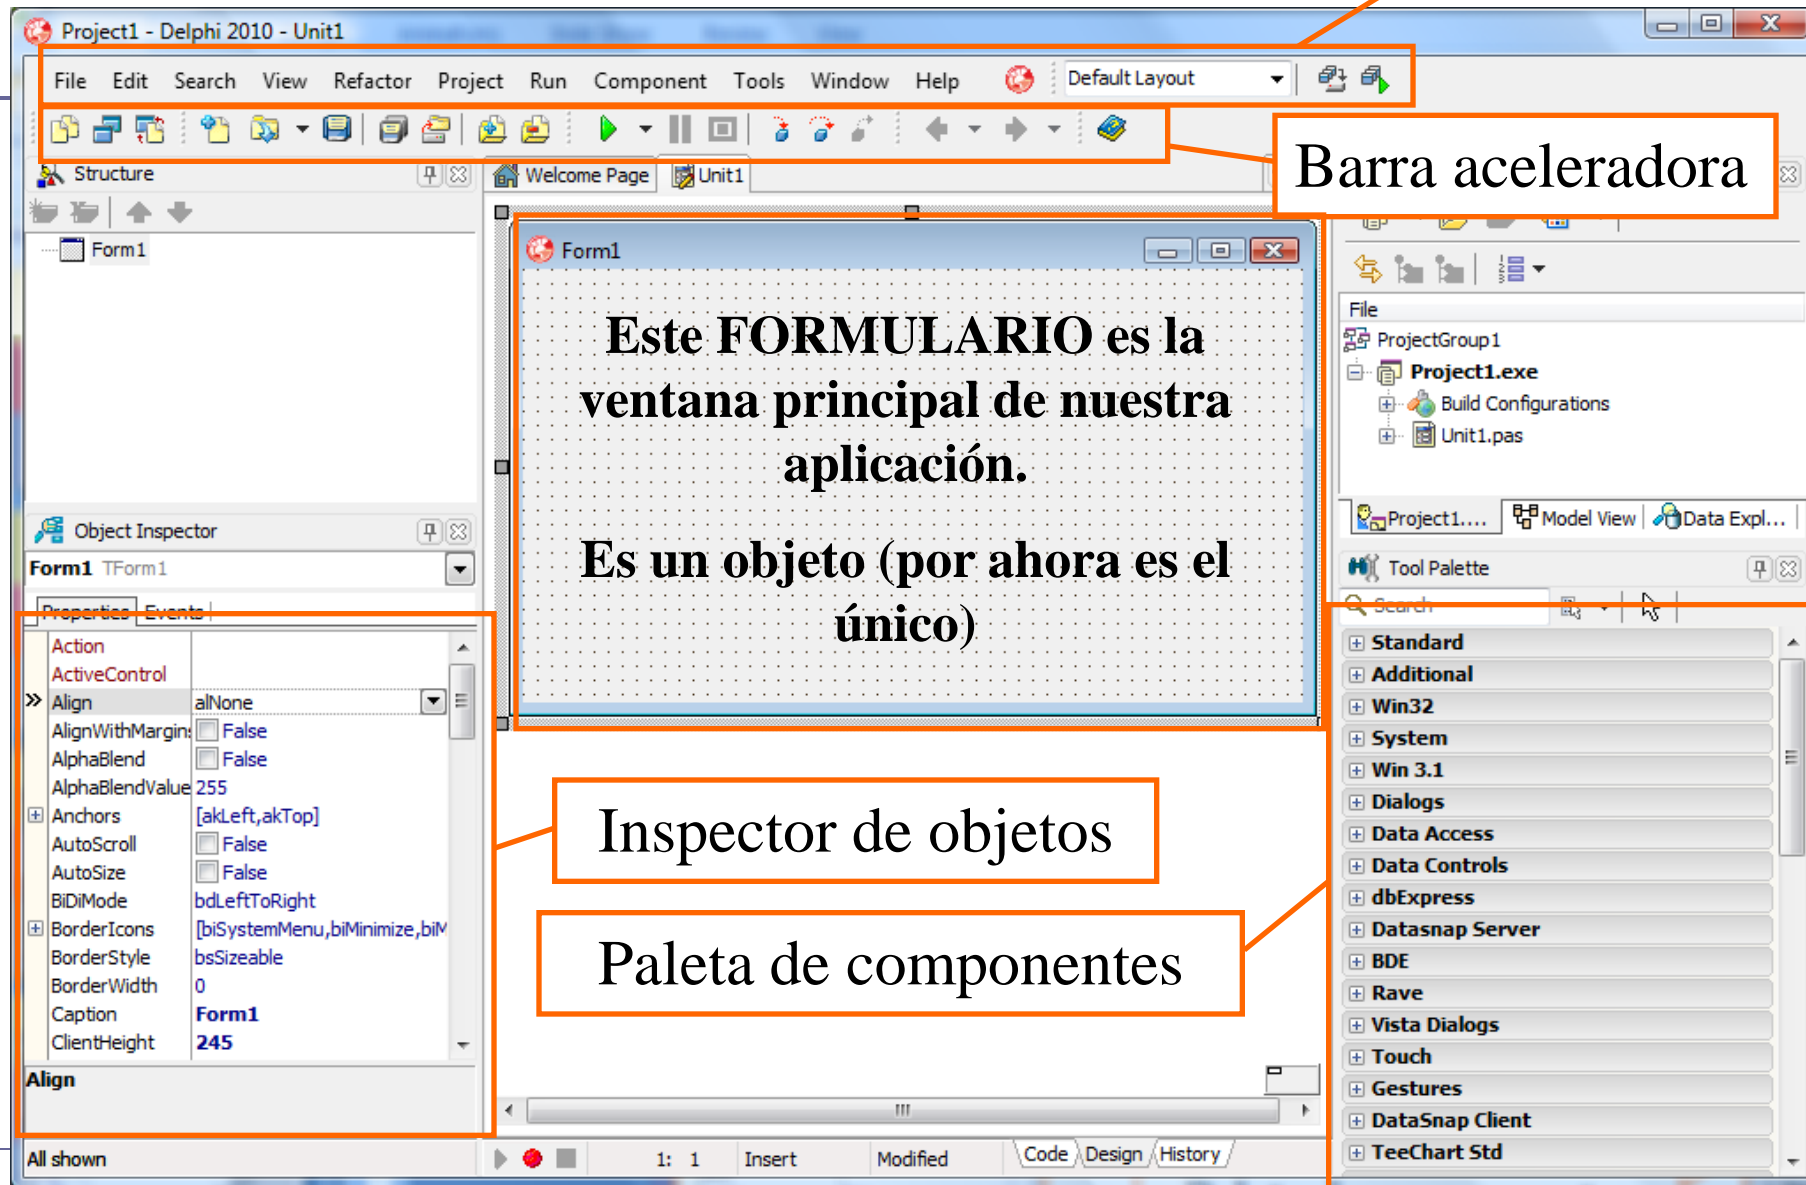 Project1 - Delphi 2010 - Unit1
File Edit Search View Refactor Project Run Component Tools Window Help Default Layout
Barra aceleradora
Structure
Welcome Page Unit1
Form1
Form1
Este FORMULARIO es la
ventana principal de nuestra
aplicación.
Es un objeto (por ahora es el
único)
File
ProjectGroup1
Project1.exe
Build Configurations
Unit1.pas
Project1.... Model View Data Expl...
Object Inspector
Form1 TForm1
Properties Events
Action
ActiveControl
Align alNone
AlignWithMargins False
AlphaBlend False
AlphaBlendValue 255
Anchors [akLeft,akTop]
AutoScroll False
AutoSize False
BiDiMode bdLeftToRight
BorderIcons [biSystemMenu,biMinimize,biM
BorderStyle bsSizeable
BorderWidth 0
Caption Form1
ClientHeight 245
Align
All shown
Inspector de objetos
Paleta de componentes
Tool Palette
Search
Standard
Additional
Win32
System
Win 3.1
Dialogs
Data Access
Data Controls
dbExpress
Datasnap Server
BDE
Rave
Vista Dialogs
Touch
Gestures
DataSnap Client
TeeChart Std
1: 1 Insert Modified Code Design History